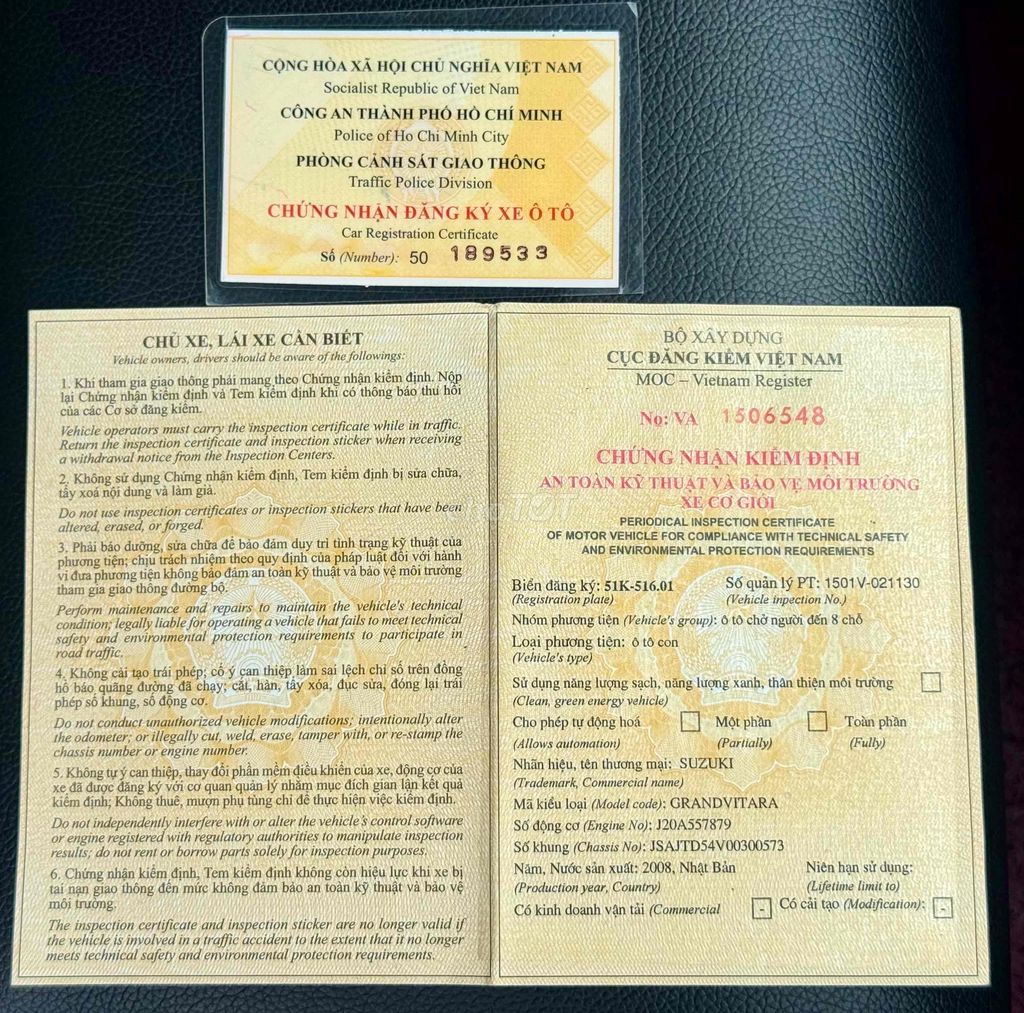 CỘNG HÒA XÃ HỘI CHỦ NGHĨA VIỆT NAM
Socialist Republic of Viet Nam
CÔNG AN THÀNH PHỐ HỒ CHÍ MINH
Police of Ho Chi Minh City
PHÒNG CẢNH SÁT GIAO THÔNG
Traffic Police Division
CHỨNG NHẬN ĐĂNG KÝ XE Ô TÔ
Car Registration Certificate
Số (Number): 50 189533
CHỦ XE, LÁI XE CẦN BIẾT
Vehicle owners, drivers should be aware of the followings:
1. Khi tham gia giao thông phải mang theo Chứng nhận kiểm định. Nộp
lại Chứng nhận kiểm định và Tem kiểm định khi có thông báo thu hồi
của các Cơ sở đăng kiểm.
Vehicle operators must carry the inspection certificate while in traffic.
Return the inspection certificate and inspection sticker when receiving
a withdrawal notice from the Inspection Centers.
2. Không sử dụng Chứng nhận kiểm định, Tem kiểm định bị sửa chữa,
tẩy xoá nội dung và làm giả.
Do not use inspection certificates or inspection stickers that have been
altered, erased, or forged.
3. Phải bảo dưỡng, sửa chữa để bảo đảm duy trì tình trạng kỹ thuật của
phương tiện; chịu trách nhiệm theo quy định của pháp luật đối với hành
vi đưa phương tiện không bảo đảm an toàn kỹ thuật và bảo vệ môi trường
tham gia giao thông đường bộ.
Perform maintenance and repairs to maintain the vehicle's technical
condition; legally liable for operating a vehicle that fails to meet technical
safety and environmental protection requirements to participate in
road traffic.
4. Không cải tạo trái phép; cố ý can thiệp làm sai lệch chỉ số trên đồng
hồ báo quãng đường đã chạy; cắt, hàn, tẩy xóa, đục sửa, đóng lại trái
phép số khung, số động cơ.
Do not conduct unauthorized vehicle modifications; intentionally alter
the odometer; or illegally cut, weld, erase, tamper with, or re-stamp the
chassis number or engine number.
5. Không tự ý can thiệp, thay đổi phần mềm điều khiển của xe, động cơ của
xe đã được đăng ký với cơ quan quản lý nhằm mục đích gian lận kết quả
kiểm định; Không thuê, mượn phụ tùng chỉ để thực hiện việc kiểm định.
Do not independently interfere with or alter the vehicle's control software
or engine registered with regulatory authorities to manipulate inspection
results; do not rent or borrow parts solely for inspection purposes.
6. Chứng nhận kiểm định, Tem kiểm định không còn hiệu lực khi xe bị
tai nạn giao thông đến mức không đảm bảo an toàn kỹ thuật và bảo vệ
môi trường.
The inspection certificate and inspection sticker are no longer valid if
the vehicle is involved in a traffic accident to the extent that it no longer
meets technical safety and environmental protection requirements.
BỘ XÂY DỰNG
CỤC ĐĂNG KIỂM VIỆT NAM
MOC – Vietnam Register
No: VA 1506548
CHỨNG NHẬN KIỂM ĐỊNH
AN TOÀN KỸ THUẬT VÀ BẢO VỆ MÔI TRƯỜNG
XE CƠ GIỚI
PERIODICAL INSPECTION CERTIFICATE
OF MOTOR VEHICLE FOR COMPLIANCE WITH TECHNICAL SAFETY
AND ENVIRONMENTAL PROTECTION REQUIREMENTS
Biển đăng ký: 51K-516.01 Số quản lý PT: 1501V-021130
(Registration plate) (Vehicle inpection No.)
Nhóm phương tiện (Vehicle's group): ô tô chở người đến 8 chỗ
Loại phương tiện: ô tô con
(Vehicle's type)
Sử dụng năng lượng sạch, năng lượng xanh, thân thiện môi trường
(Clean, green energy vehicle)
Cho phép tự động hoá Một phần Toàn phần
(Allows automation) (Partially) (Fully)
Nhãn hiệu, tên thương mại: SUZUKI
(Trademark, Commercial name)
Mã kiểu loại (Model code): GRANDVITARA
Số động cơ (Engine No): J20A557879
Số khung (Chassis No): JSAJTD54V00300573
Năm, Nước sản xuất: 2008, Nhật Bản Niên hạn sử dụng:
(Production year, Country) (Lifetime limit to)
Có kinh doanh vận tải (Commercial - Có cải tạo (Modification): -